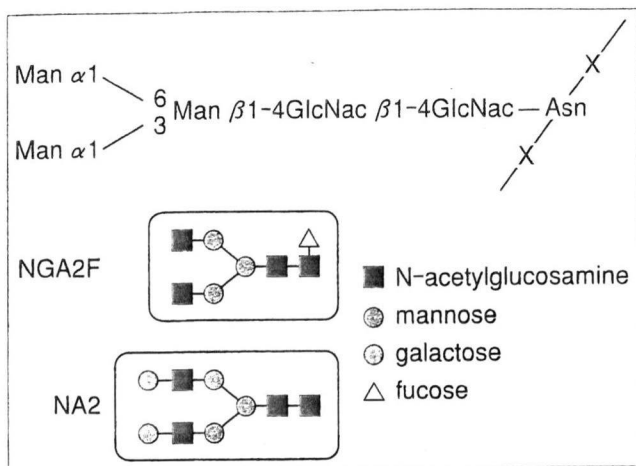 X
Man α1
6 Man β1-4GlcNac β1-4GlcNac — Asn
3
Man α1
X
NGA2F
N-acetylglucosamine
mannose
galactose
fucose
NA2